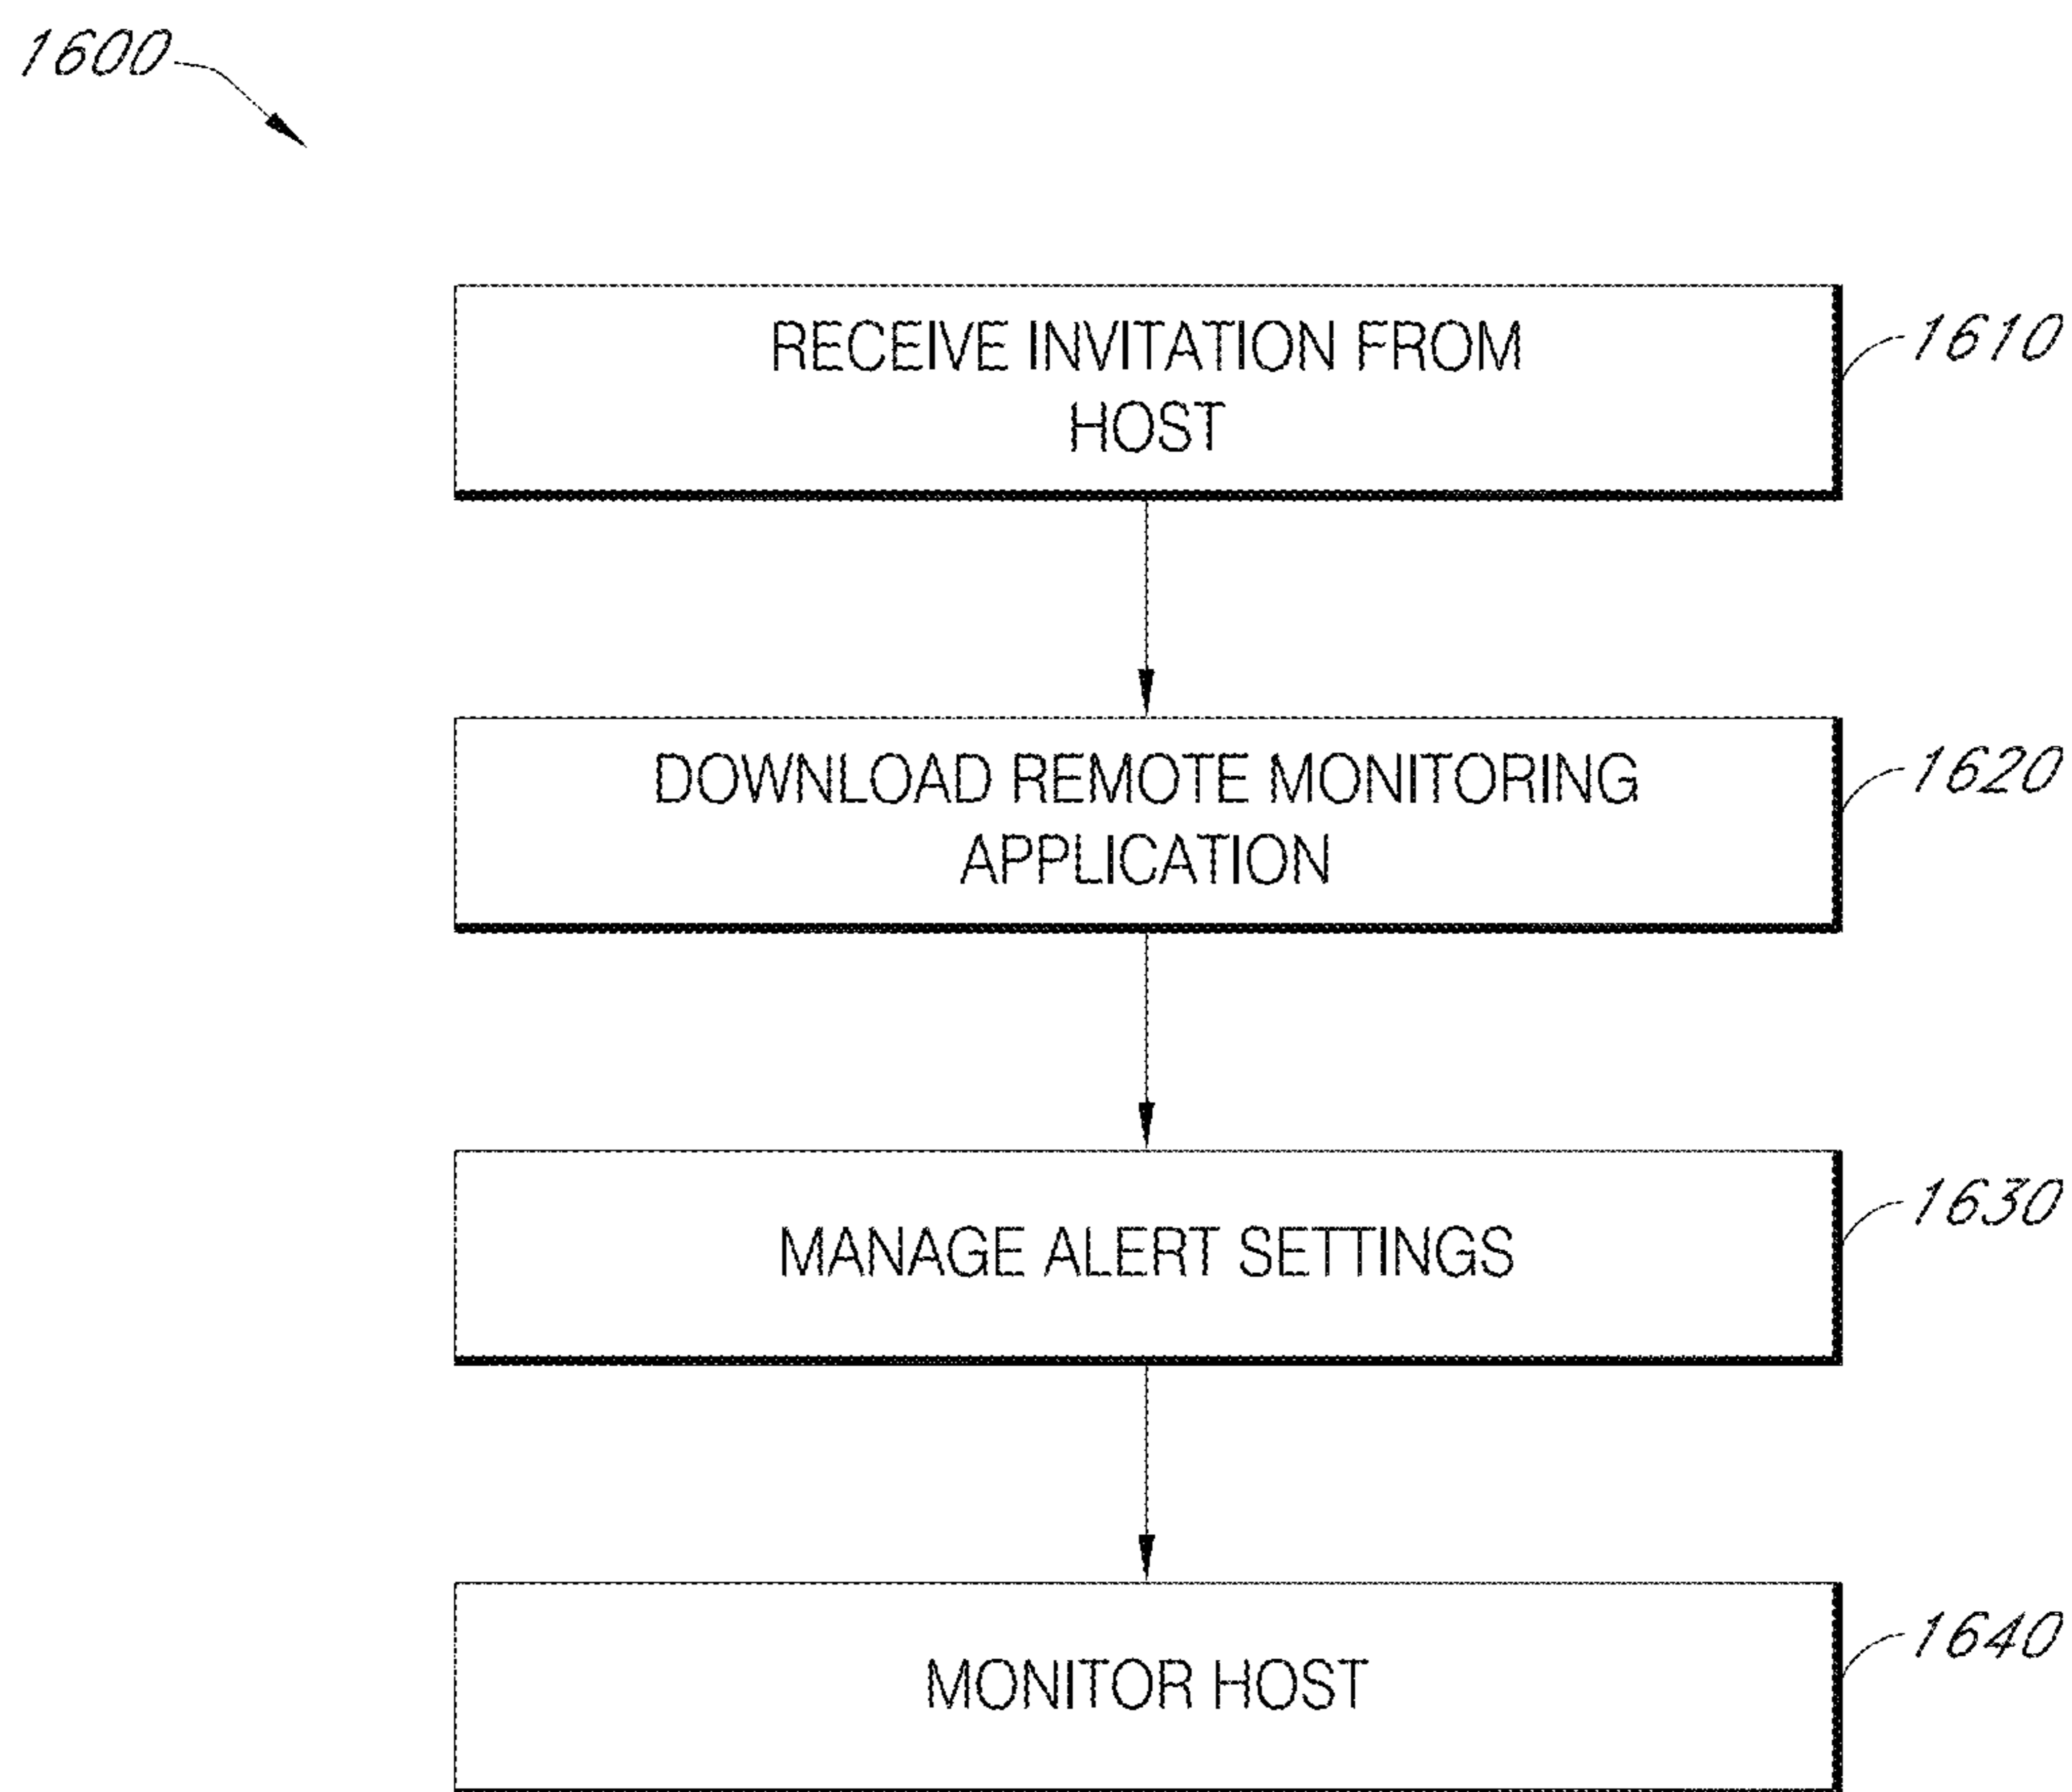 1600
RECEIVE INVITATION FROM
HOST
1610
DOWNLOAD REMOTE MONITORING
APPLICATION
1620
MANAGE ALERT SETTINGS
1630
MONITOR HOST
1640